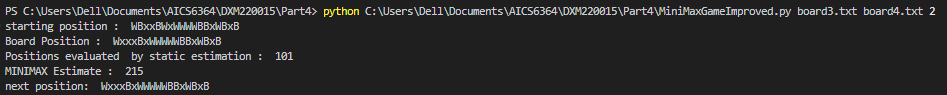 PS C:\Users\Dell\Documents\AICS6364\DXM220015\Part4> python C:\Users\Dell\Documents\AICS6364\DXM220015\Part4\MiniMaxGameImproved.py board3.txt board4.txt 2
starting position :  WBxxBWxWWWWBBxWBxB
Board Position :  WxxxBxWWWWWBBxWBxB
Positions evaluated  by static estimation :  101
MINIMAX Estimate :  215
next position:  WxxxBxWWWWWBBxWBxB